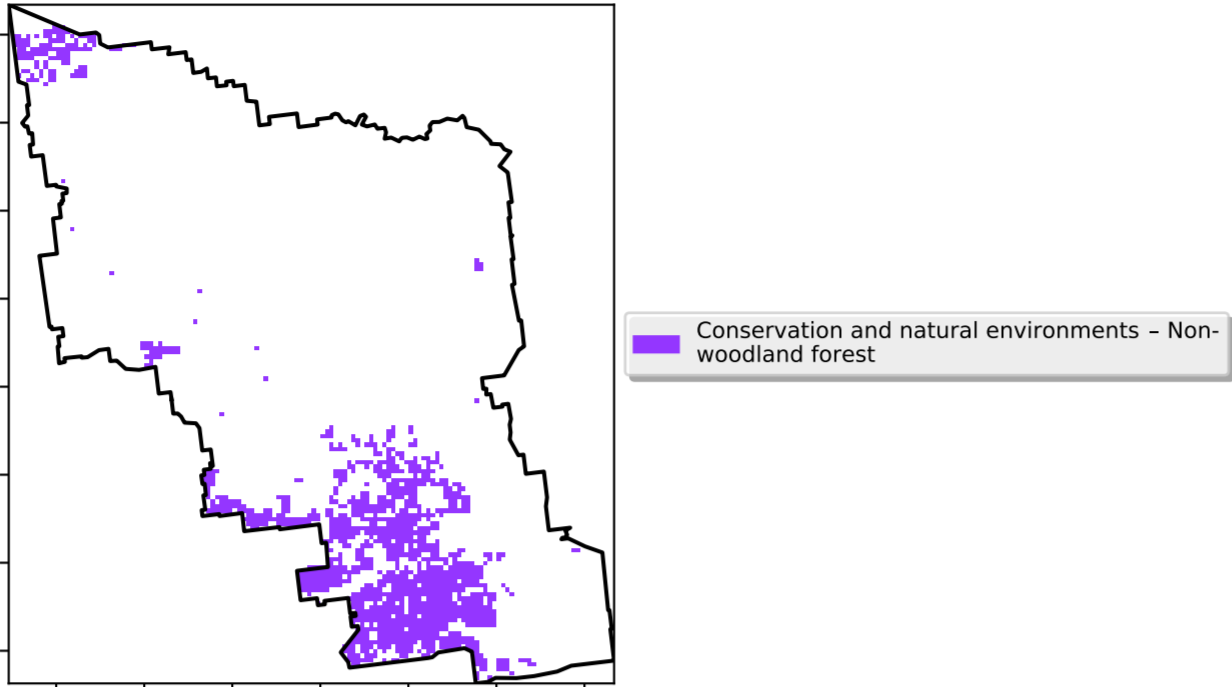 Conservation and natural environments – Non-
woodland forest